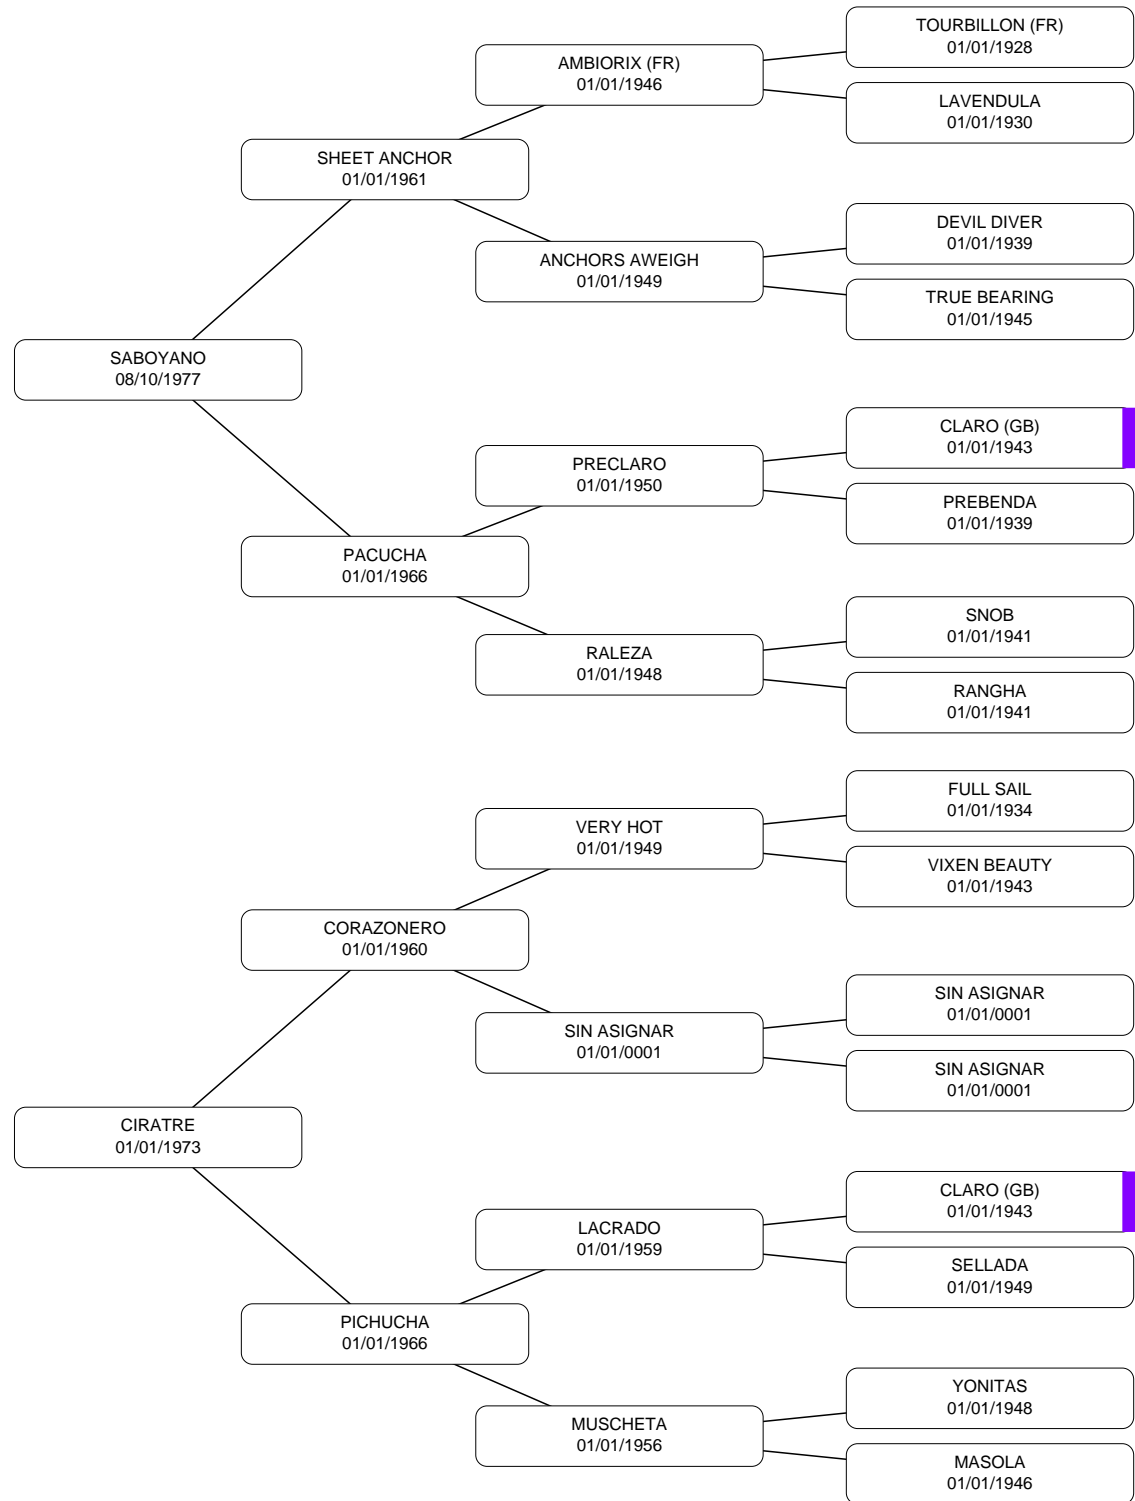 TOURBILLON (FR)
01/01/1928
AMBIORIX (FR)
01/01/1946
LAVENDULA
01/01/1930
SHEET ANCHOR
01/01/1961
DEVIL DIVER
01/01/1939
ANCHORS AWEIGH
01/01/1949
TRUE BEARING
01/01/1945
SABOYANO
08/10/1977
CLARO (GB)
01/01/1943
PRECLARO
01/01/1950
PREBENDA
01/01/1939
PACUCHA
01/01/1966
SNOB
01/01/1941
RALEZA
01/01/1948
RANGHA
01/01/1941
FULL SAIL
01/01/1934
VERY HOT
01/01/1949
VIXEN BEAUTY
01/01/1943
CORAZONERO
01/01/1960
SIN ASIGNAR
01/01/0001
SIN ASIGNAR
01/01/0001
SIN ASIGNAR
01/01/0001
CIRATRE
01/01/1973
CLARO (GB)
01/01/1943
LACRADO
01/01/1959
SELLADA
01/01/1949
PICHUCHA
01/01/1966
YONITAS
01/01/1948
MUSCHETA
01/01/1956
MASOLA
01/01/1946